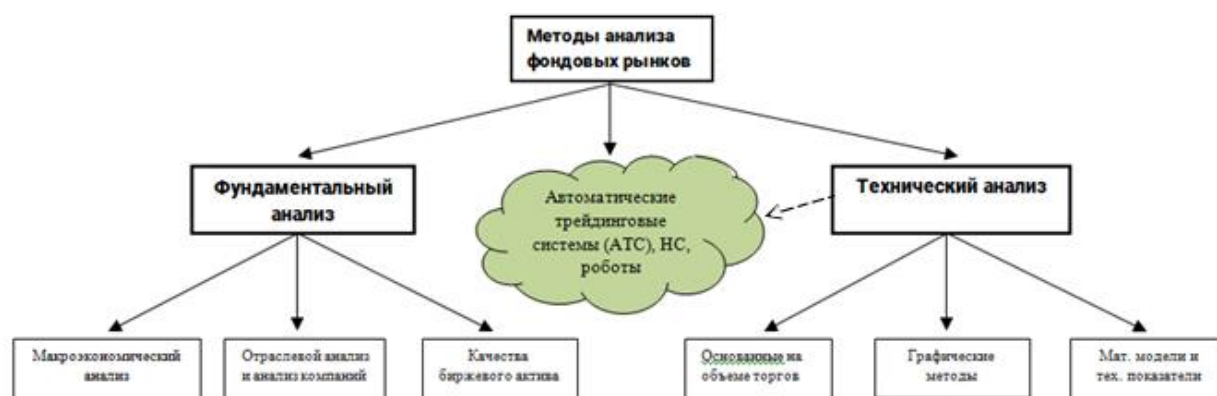 Методы анализа
фондовых рынков
Фундаментальный
анализ
Автоматические
трейдинговые
системы (АТС), НС,
роботы
Технический анализ
Макроэкономический
анализ
Отраслевой анализ
и анализ компаний
Качества
биржевого актива
Основанные на
объеме торгов
Графические
методы
Мат. модели и
тех. показатели